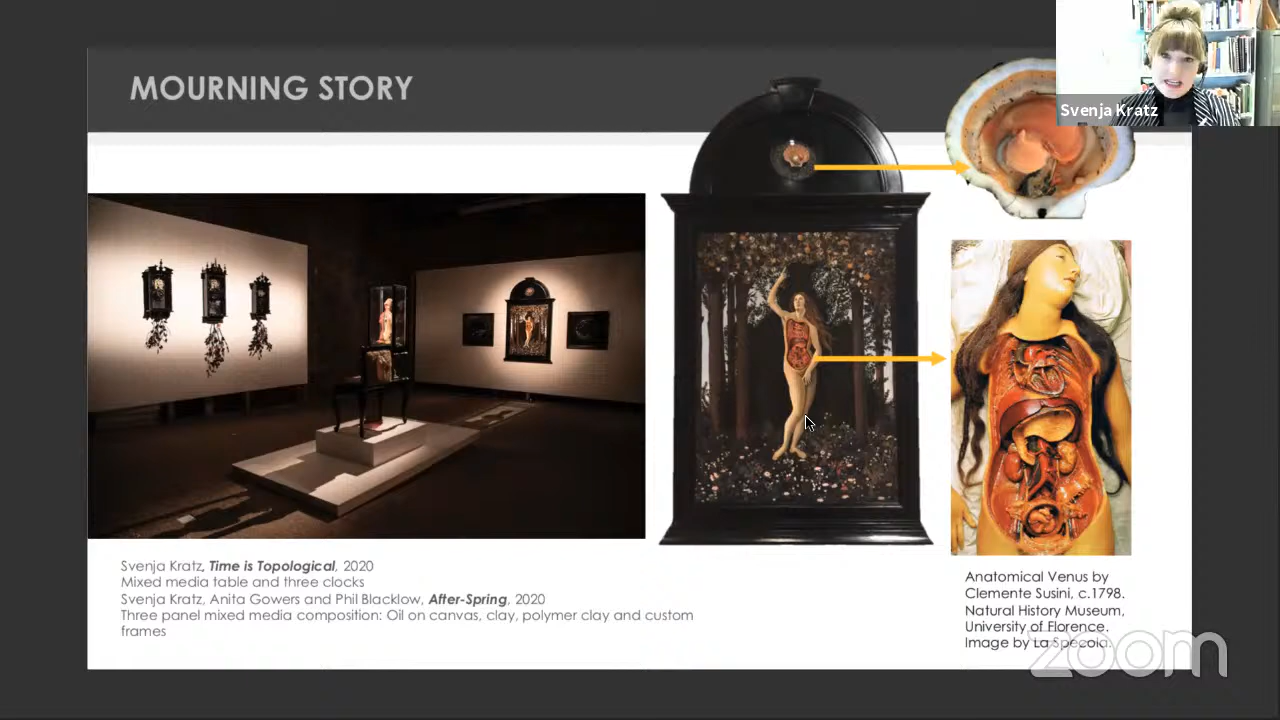 MOURNING STORY
Svenja Kratz
Svenja Kratz, Time is Topological, 2020
Mixed media table and three clocks
Svenja Kratz, Anita Gowers and Phil Blacklow, After-Spring, 2020
Three panel mixed media composition: Oil on canvas, clay, polymer clay and custom
frames
Anatomical Venus by
Clemente Susini, c.1798.
Natural History Museum,
University of Florence.
Image by La Specola.
zoom